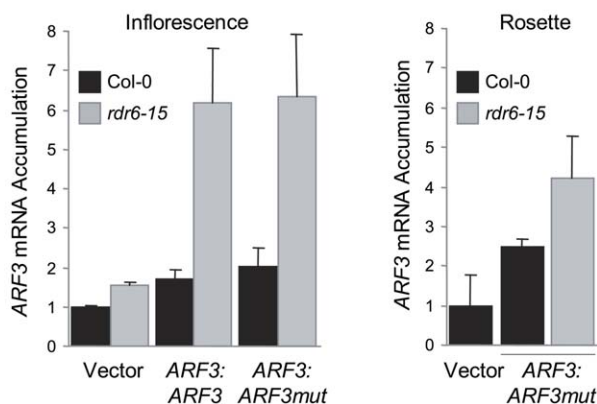 Inflorescence
8
7
6
5
4
3
2
1
0
ARF3 mRNA Accumulation
Col-0
rdr6-15
Vector
ARF3:
ARF3
ARF3:
ARF3mut
Rosette
8
7
6
5
4
3
2
1
0
ARF3 mRNA Accumulation
Col-0
rdr6-15
Vector
ARF3:
ARF3mut